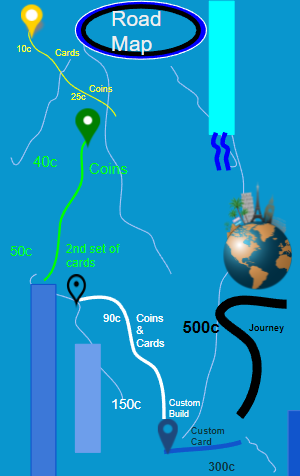 Road
Map
10c
Cards
25c
Coins
40c
Coins
50c
2nd set of
cards
90c
Coins
&
Cards
500c
Journey
150c
Custom
Build
Custom
Card
300c